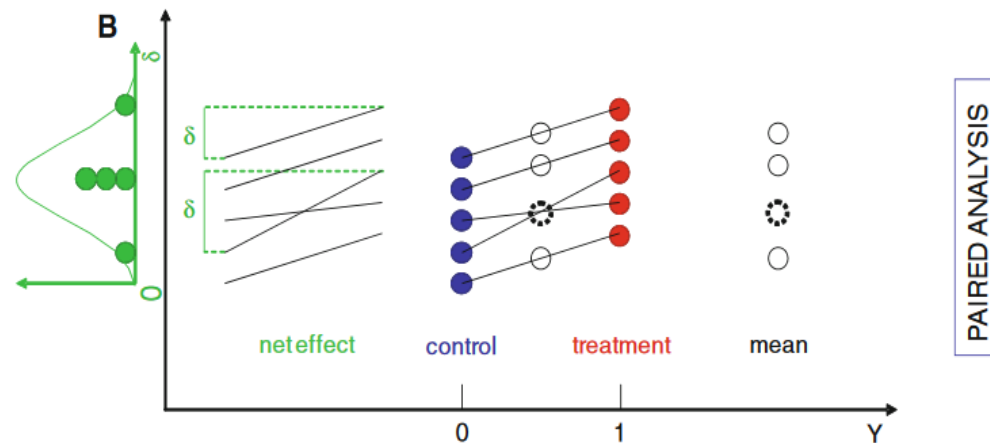 B
δ
0
δ
δ
net effect
control
treatment
mean
0
1
Y
PAIRED ANALYSIS